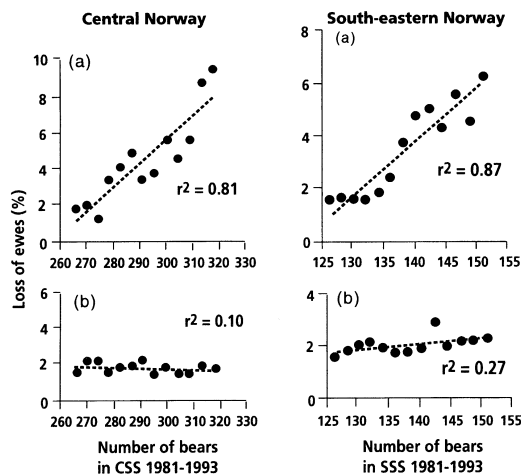 Central Norway
South-eastern Norway
(a)
10
8
6
4
2
0
r2 = 0.81
260 270 280 290 300 310 320 330
(a)
8
6
4
2
0
r2 = 0.87
125 130 135 140 145 150 155
Loss of ewes (%)
(b)
6
4
2
0
r2 = 0.10
260 270 280 290 300 310 320 330
Number of bears
in CSS 1981-1993
(b)
4
2
0
r2 = 0.27
125 130 135 140 145 150 155
Number of bears
in SSS 1981-1993